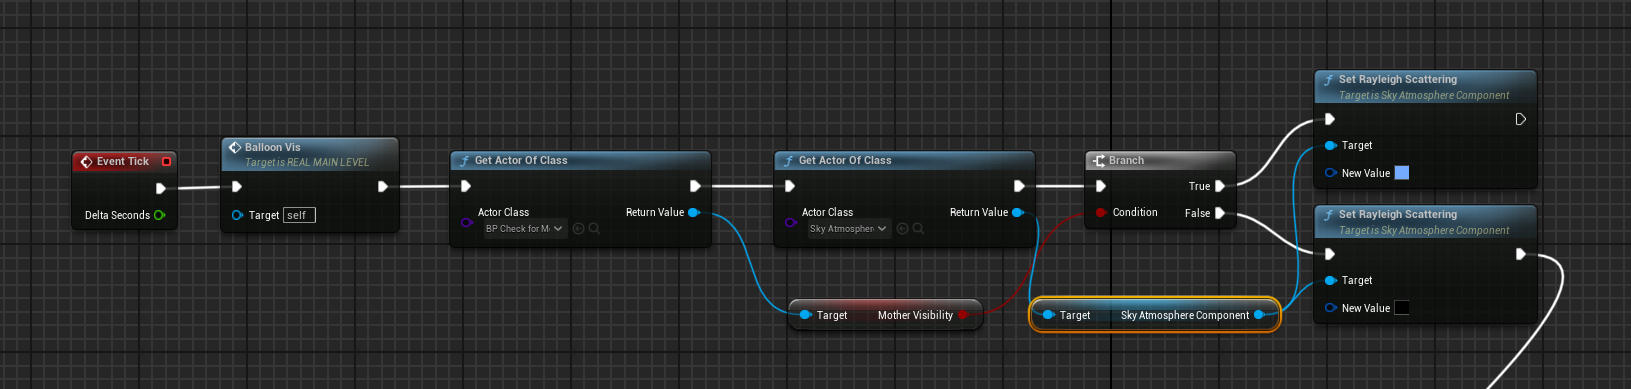 Event Tick
Delta Seconds
Balloon Vis
Target is REAL MAIN LEVEL
Target self
Get Actor Of Class
Actor Class
BP Check for M
Return Value
Get Actor Of Class
Actor Class
Sky Atmospher
Return Value
Target Mother Visibility
Branch
True
Condition False
Target Sky Atmosphere Component
Set Rayleigh Scattering
Target is Sky Atmosphere Component
Target
New Value
Set Rayleigh Scattering
Target is Sky Atmosphere Component
Target
New Value